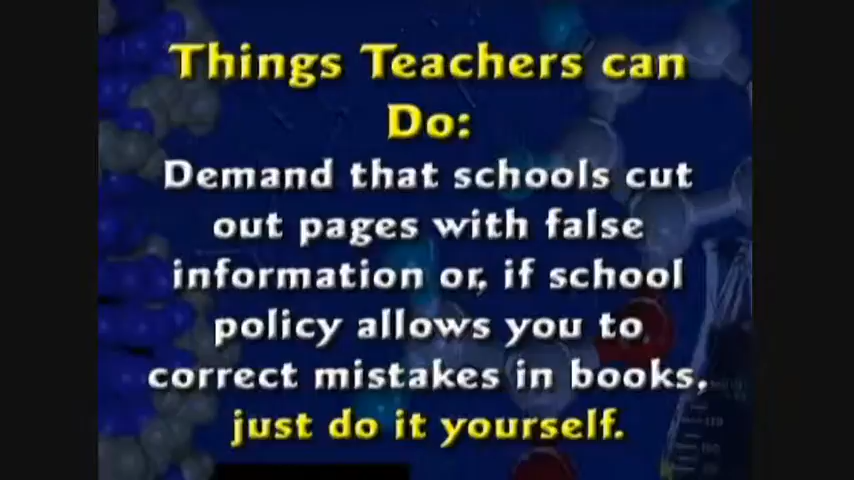 Things Teachers can
Do:
Demand that schools cut
out pages with false
information or, if school
policy allows you to
correct mistakes in books,
just do it yourself.